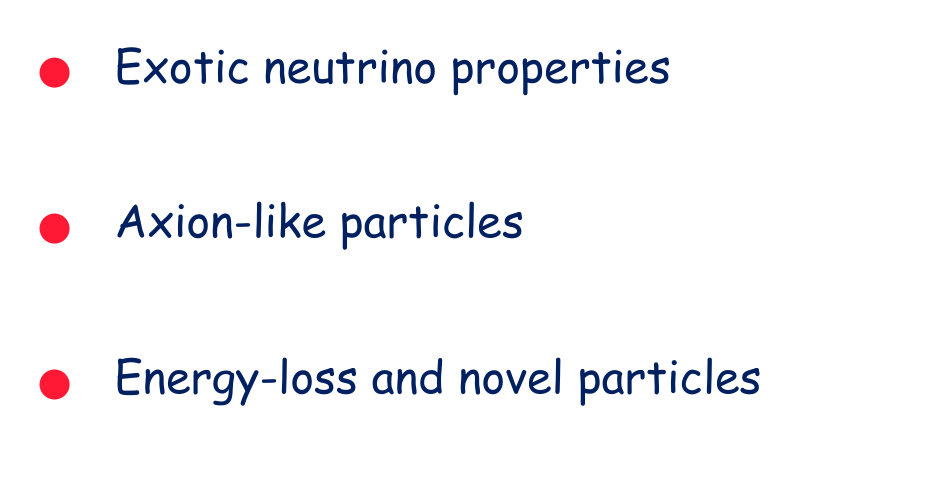 Exotic neutrino properties
Axion-like particles
Energy-loss and novel particles